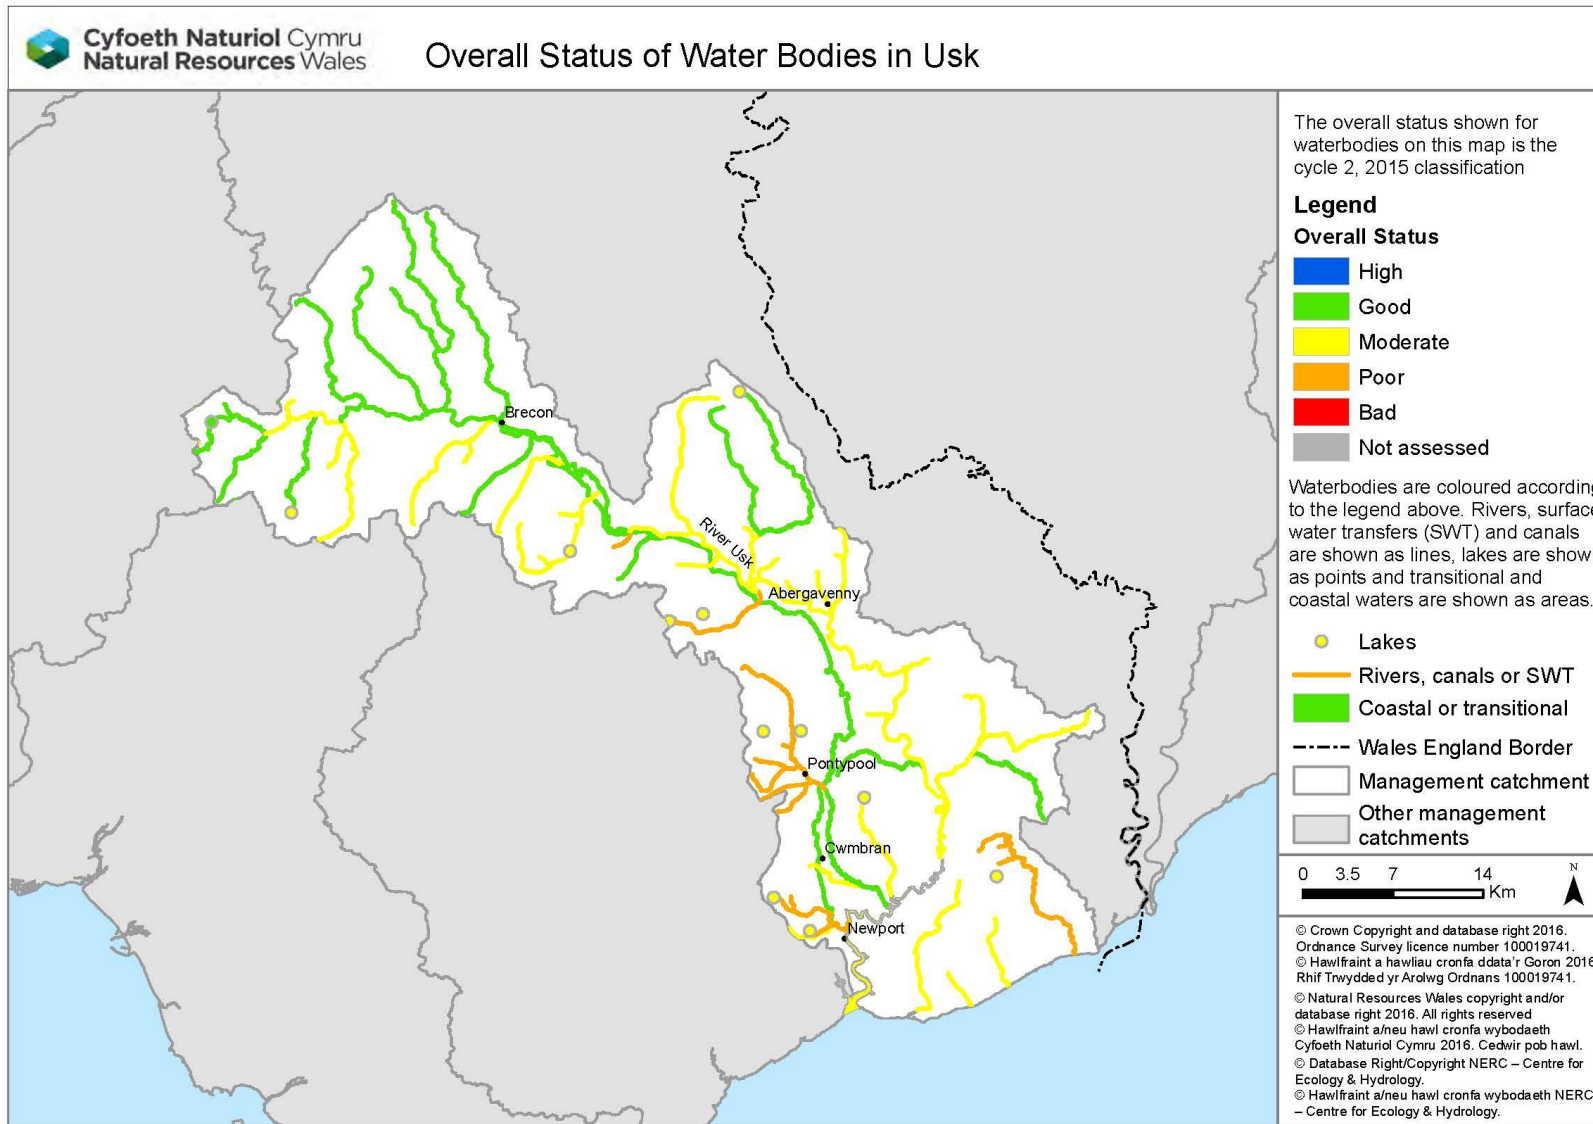 Cyfoeth Naturiol Cymru
Natural Resources Wales
Overall Status of Water Bodies in Usk
The overall status shown for
waterbodies on this map is the
cycle 2, 2015 classification
Legend
Overall Status
High
Good
Moderate
Poor
Bad
Not assessed
Waterbodies are coloured according
to the legend above. Rivers, surface
water transfers (SWT) and canals
are shown as lines, lakes are show
as points and transitional and
coastal waters are shown as areas.
Lakes
Rivers, canals or SWT
Coastal or transitional
Wales England Border
Management catchment
Other management
catchments
0 3.5 7 14
Km
N
© Crown Copyright and database right 2016.
Ordnance Survey licence number 100019741.
© Hawlfraint a hawliau cronfa ddata'r Goron 2016
Rhif Trwydded yr Arolwg Ordnans 100019741.
© Natural Resources Wales copyright and/or
database right 2016. All rights reserved
© Hawlfraint a/neu hawl cronfa wybodaeth
Cyfoeth Naturiol Cymru 2016. Cedwir pob hawl.
© Database Right/Copyright NERC – Centre for
Ecology & Hydrology.
© Hawlfraint a/neu hawl cronfa wybodaeth NERC
– Centre for Ecology & Hydrology.
Brecon
River Usk
Abergavenny
Pontypool
Cwmbran
Newport